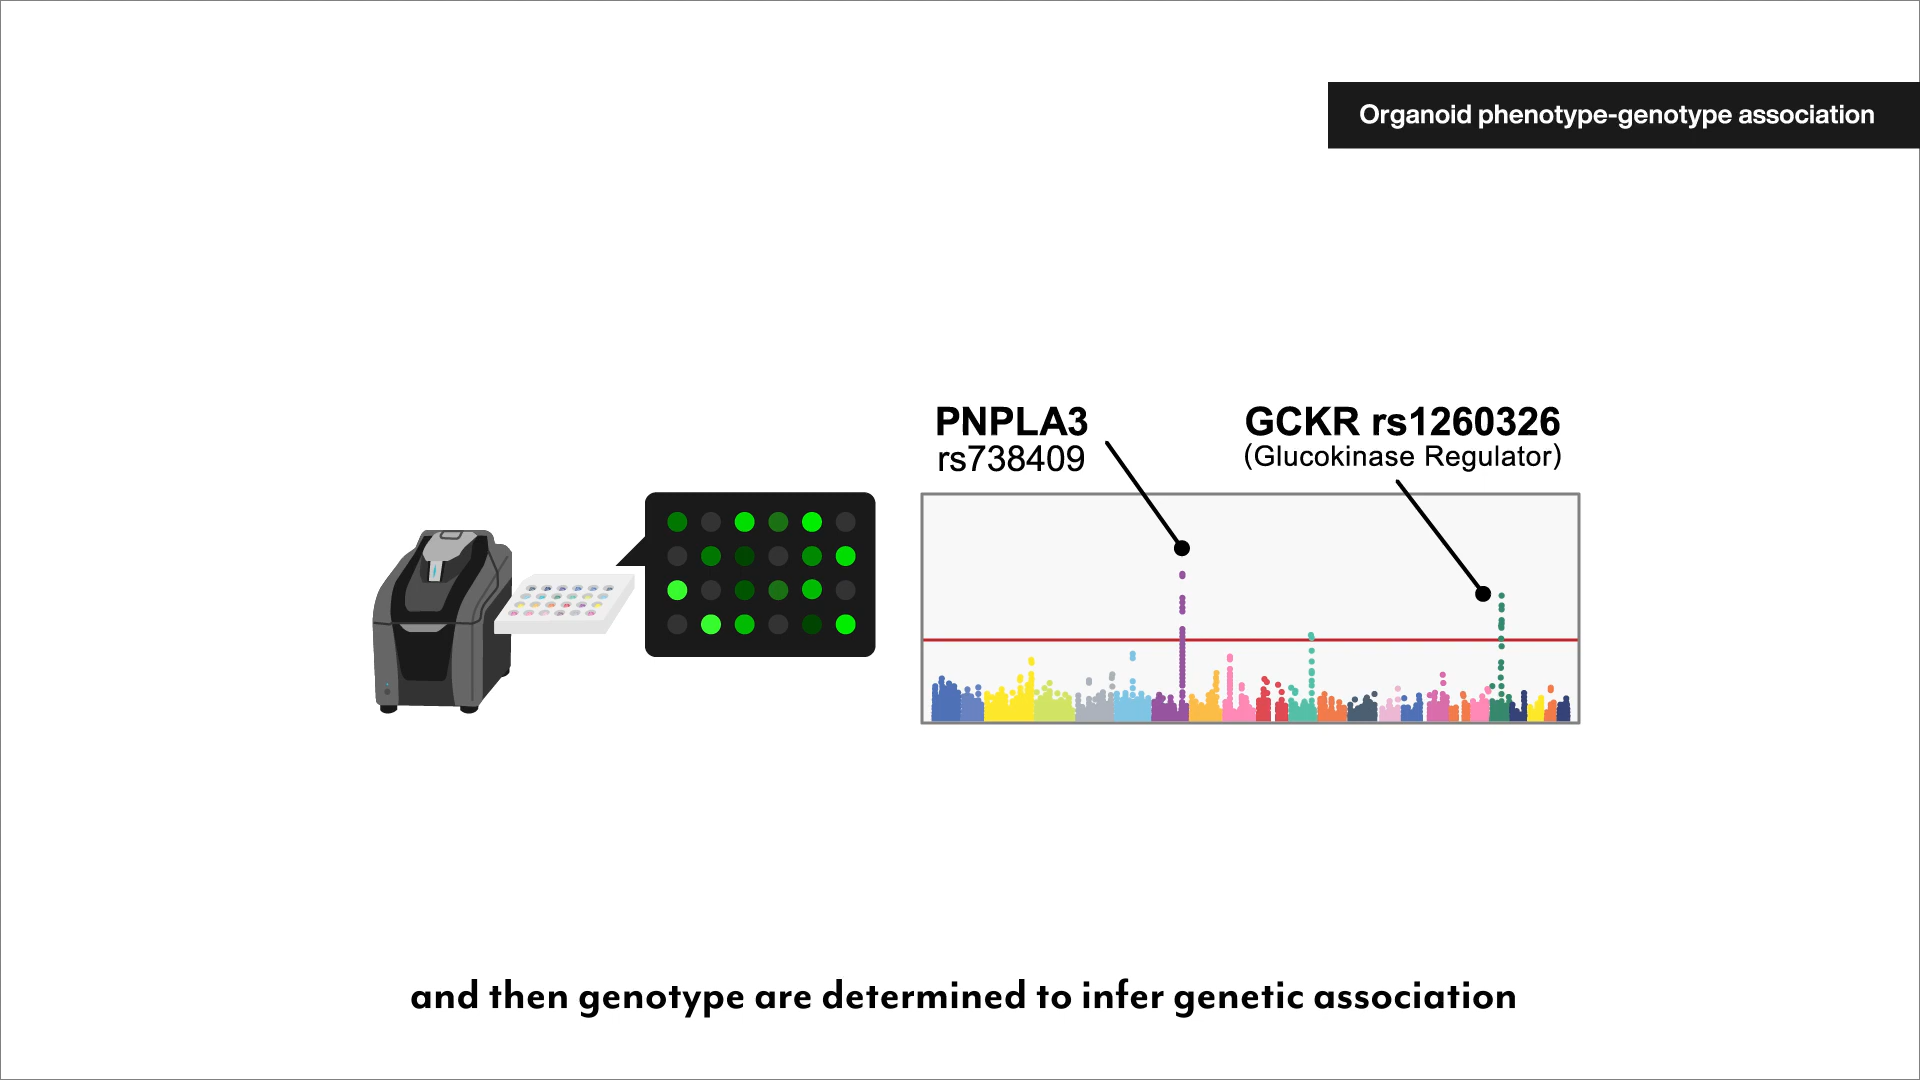 Organoid phenotype-genotype association
PNPLA3
rs738409
GCKR rs1260326
(Glucokinase Regulator)
and then genotype are determined to infer genetic association